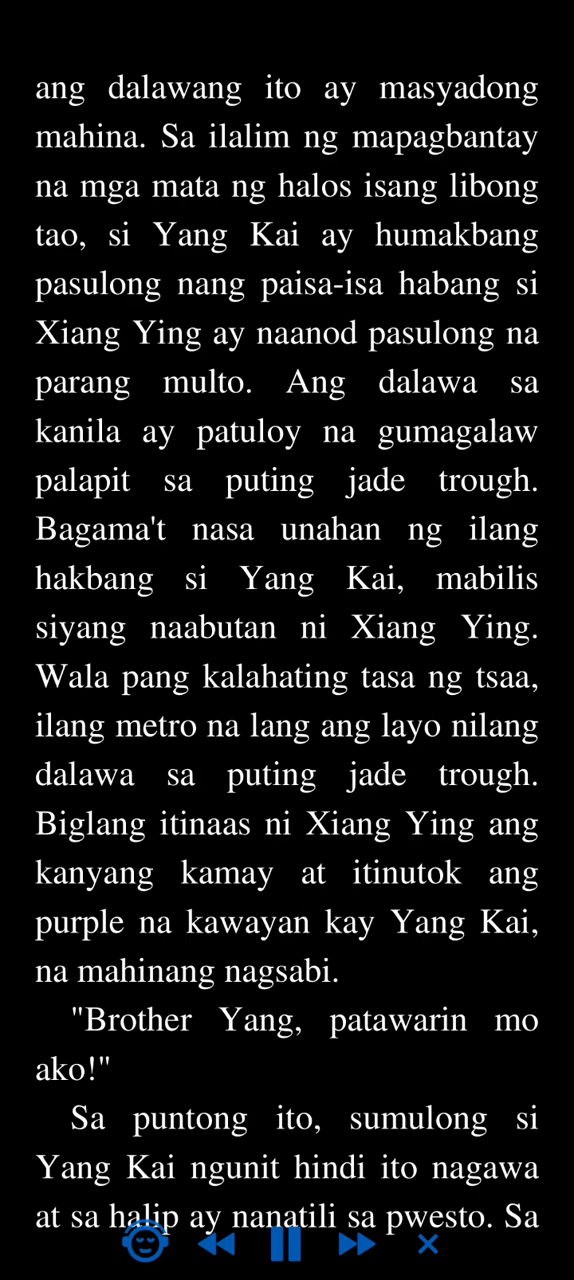 ang dalawang ito ay masyadong
mahina. Sa ilalim ng mapagbantay
na mga mata ng halos isang libong
tao, si Yang Kai ay humakbang
pasulong nang paisa-isa habang si
Xiang Ying ay naanod pasulong na
parang multo. Ang dalawa sa
kanila ay patuloy na gumagalaw
palapit sa puting jade trough.
Bagama't nasa unahan ng ilang
hakbang si Yang Kai, mabilis
siyang naabutan ni Xiang Ying.
Wala pang kalahating tasa ng tsaa,
ilang metro na lang ang layo nilang
dalawa sa puting jade trough.
Biglang itinaas ni Xiang Ying ang
kanyang kamay at itinutok ang
purple na kawayan kay Yang Kai,
na mahinang nagsabi.
"Brother Yang, patawarin mo
ako!"
Sa puntong ito, sumulong si
Yang Kai ngunit hindi ito nagawa
at sa halip ay nanatili sa pwesto. Sa